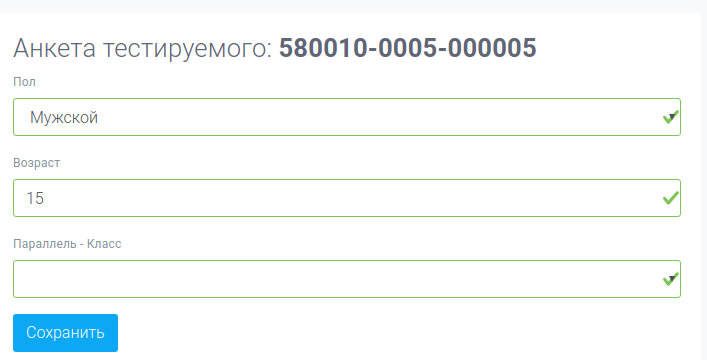 Анкета тестируемого: 580010-0005-000005
Пол
Мужской
Возраст
15
Параллель - Класс
Сохранить